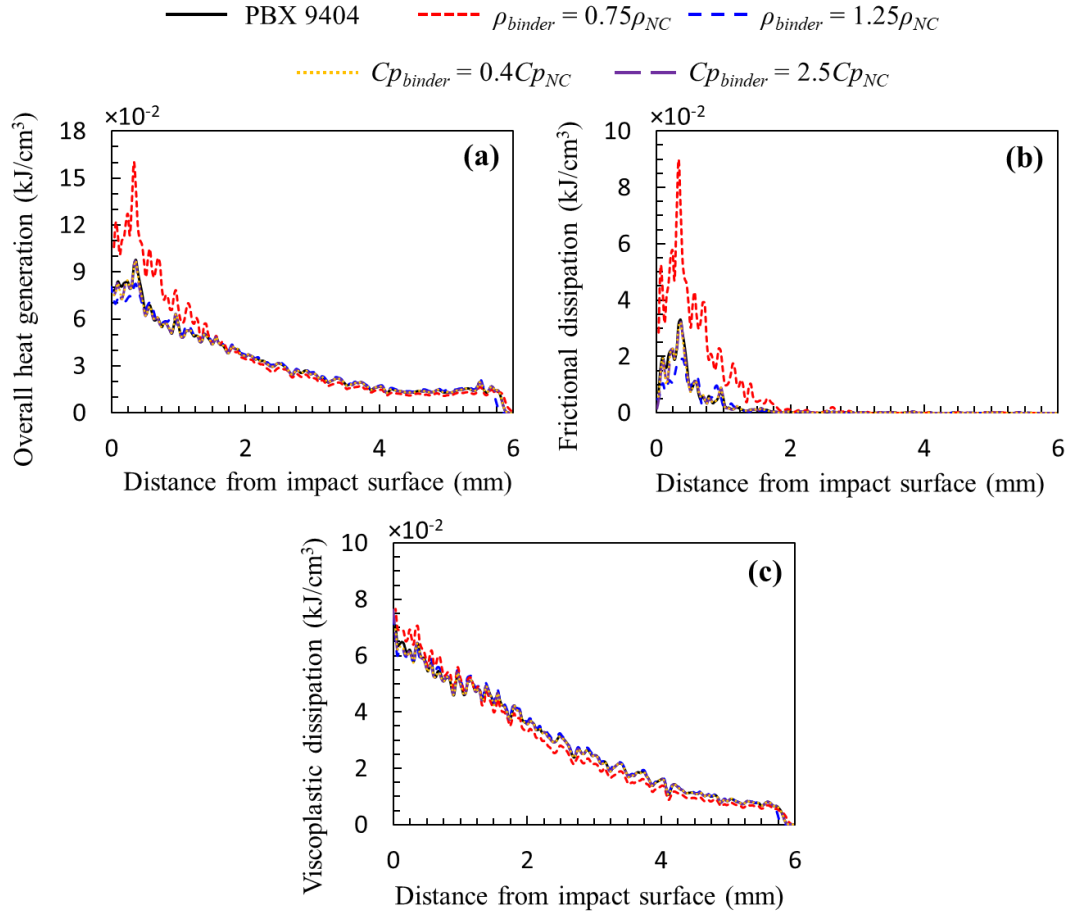 PBX 9404 ρbinder = 0.75ρNC ρbinder = 1.25ρNC
Cpbinder = 0.4CpNC Cpbinder = 2.5CpNC
×10-2
18
15
12
9
6
3
0
0 2 4 6
Overall heat generation (kJ/cm3)
Distance from impact surface (mm)
(a)
×10-2
10
8
6
4
2
0
0 2 4 6
Frictional dissipation (kJ/cm3)
Distance from impact surface (mm)
(b)
×10-2
10
8
6
4
2
0
0 2 4 6
Viscoplastic dissipation (kJ/cm3)
Distance from impact surface (mm)
(c)